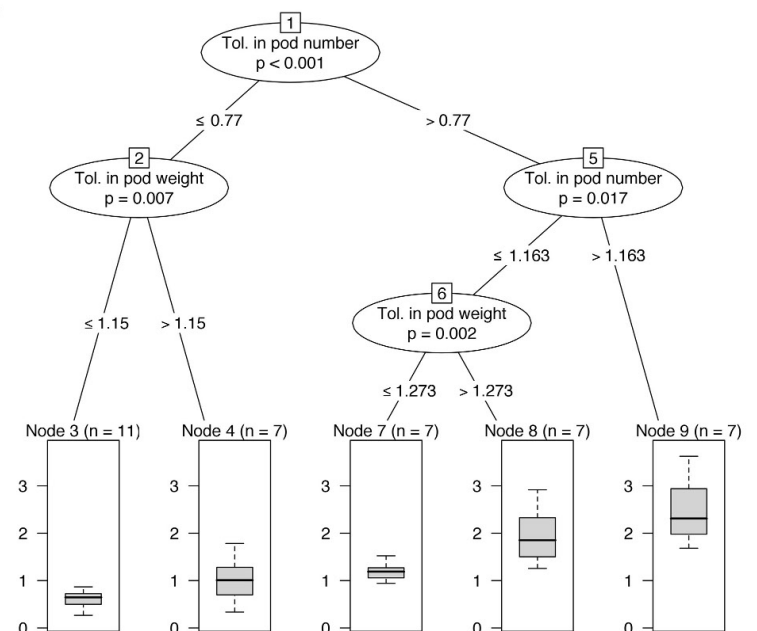 1
Tol. in pod number
p < 0.001
≤ 0.77
> 0.77
2
Tol. in pod weight
p = 0.007
5
Tol. in pod number
p = 0.017
≤ 1.163
> 1.163
6
Tol. in pod weight
p = 0.002
≤ 1.15
> 1.15
≤ 1.273
> 1.273
Node 3 (n = 11)
Node 4 (n = 7)
Node 7 (n = 7)
Node 8 (n = 7)
Node 9 (n = 7)
3 3 3 3 3
2 2 2 2 2
1 1 1 1 1
0 0 0 0 0